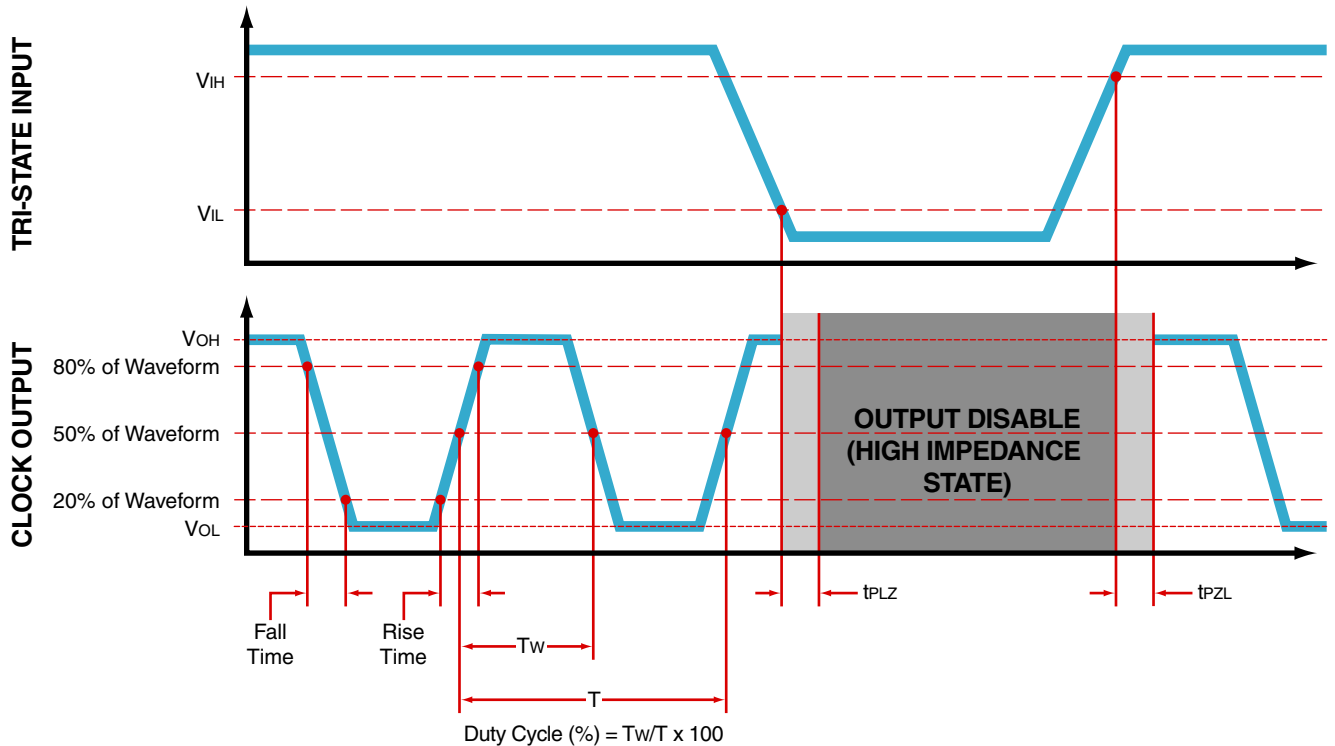 TRI-STATE INPUT
VIH
VIL
CLOCK OUTPUT
VOH
80% of Waveform
50% of Waveform
20% of Waveform
VOL
OUTPUT DISABLE
(HIGH IMPEDANCE
STATE)
tPLZ
tPZL
Fall
Time
Rise
Time
TW
T
Duty Cycle (%) = TW/T x 100